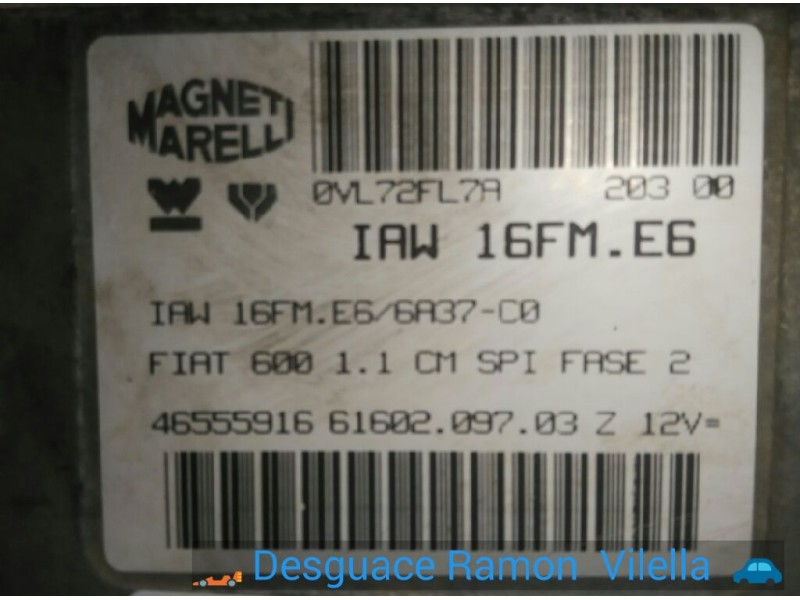 MAGNETI
MARELLI
0VL72FL7A 203 00
IAW 16FM.E6
IAW 16FM.E6/6A37-C0
FIAT 600 1.1 CM SPI FASE 2
46555916 61602.097.03 Z 12V=
Desguace Ramon Vilella